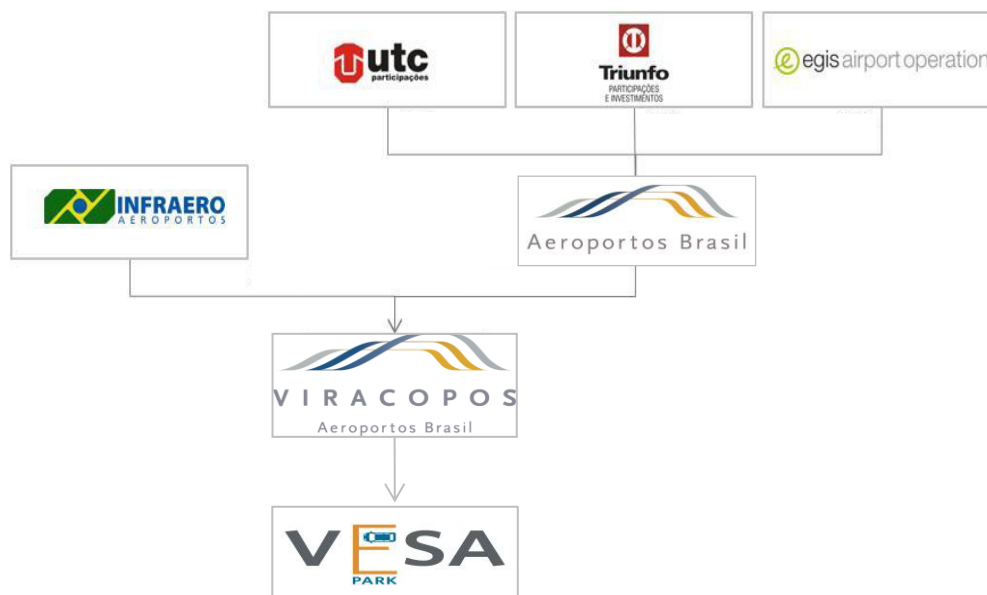 utc
participações
Triunfo
PARTICIPAÇÕES
E INVESTIMENTOS
egis airport operation
INFRAERO
AEROPORTOS
Aeroportos Brasil
VIRACOPOS
Aeroportos Brasil
VESA
PARK